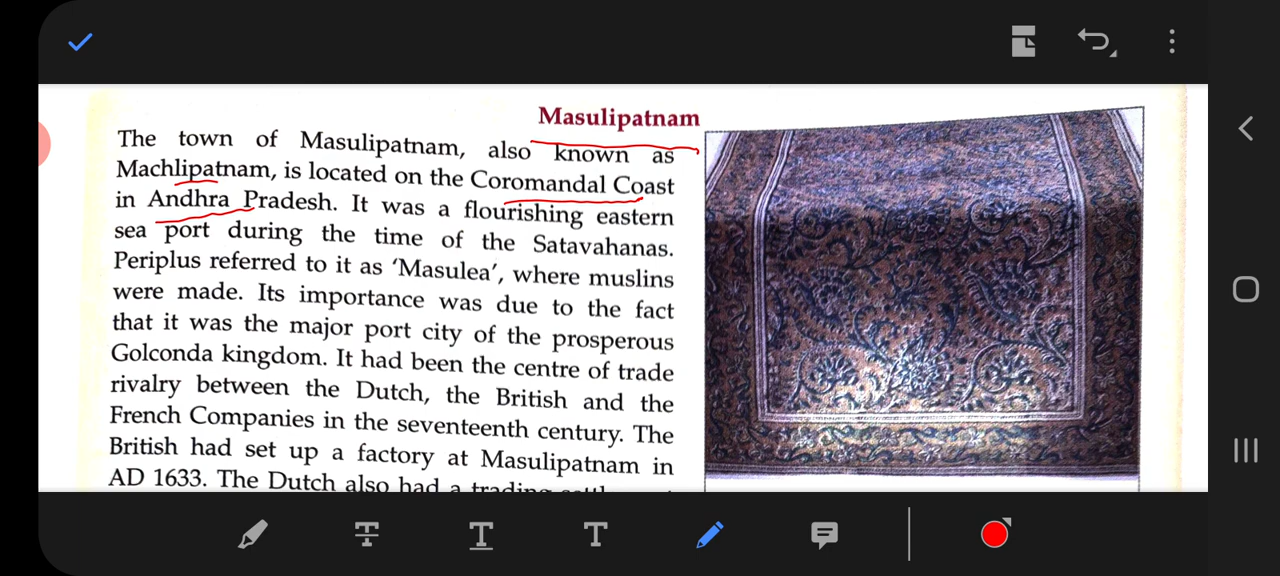 Masulipatnam
The town of Masulipatnam, also known as
Machlipatnam, is located on the Coromandal Coast
in Andhra Pradesh. It was a flourishing eastern
sea port during the time of the Satavahanas.
Periplus referred to it as ‘Masulea’, where muslins
were made. Its importance was due to the fact
that it was the major port city of the prosperous
Golconda kingdom. It had been the centre of trade
rivalry between the Dutch, the British and the
French Companies in the seventeenth century. The
British had set up a factory at Masulipatnam in
AD 1633. The Dutch also had a trading
T
T
T